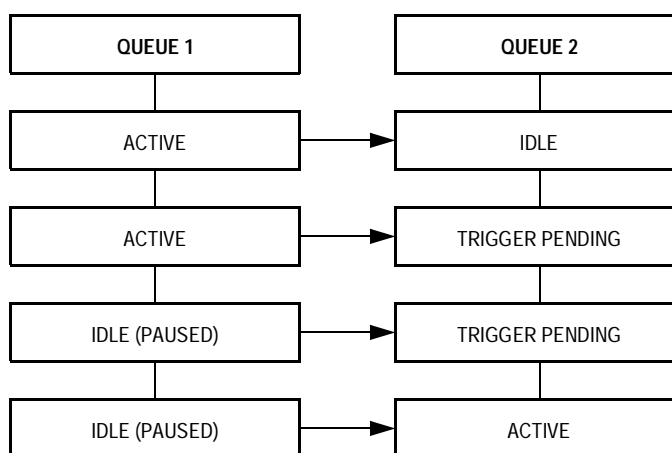 QUEUE 1 QUEUE 2
ACTIVE IDLE
ACTIVE TRIGGER PENDING
IDLE (PAUSED) TRIGGER PENDING
IDLE (PAUSED) ACTIVE